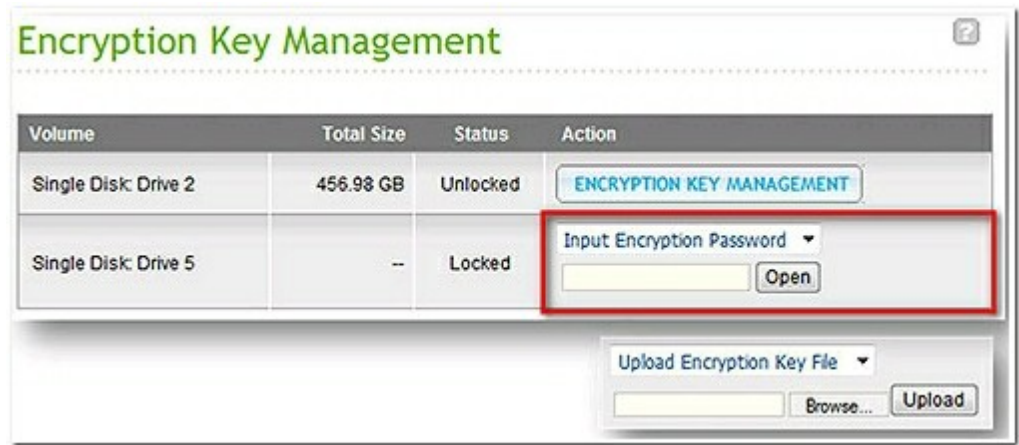 Encryption Key Management
?
Volume Total Size Status Action
Single Disk: Drive 2 456.98 GB Unlocked ENCRYPTION KEY MANAGEMENT
Input Encryption Password
Single Disk: Drive 5 -- Locked
Open
Upload Encryption Key File
Browse... Upload